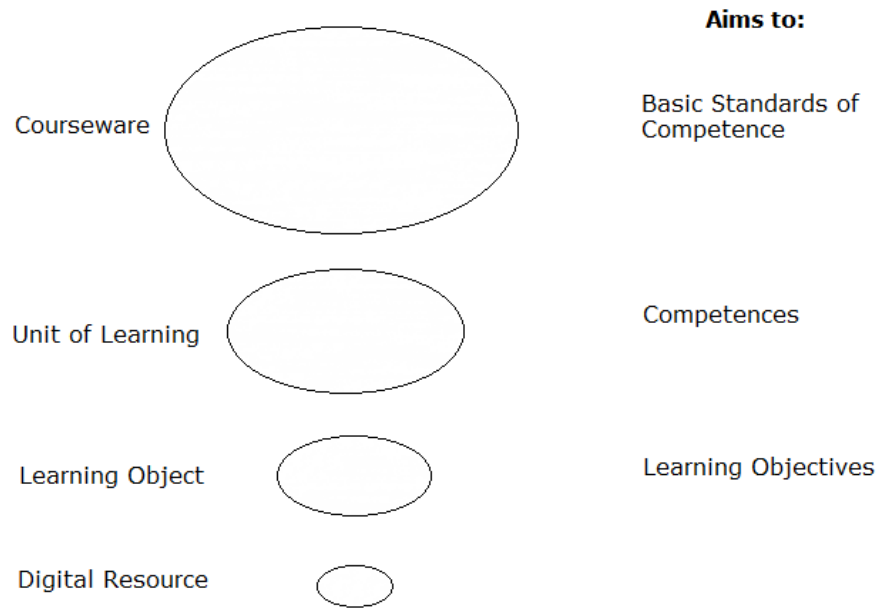 Aims to:
Courseware
Basic Standards of
Competence
Unit of Learning
Competences
Learning Object
Learning Objectives
Digital Resource